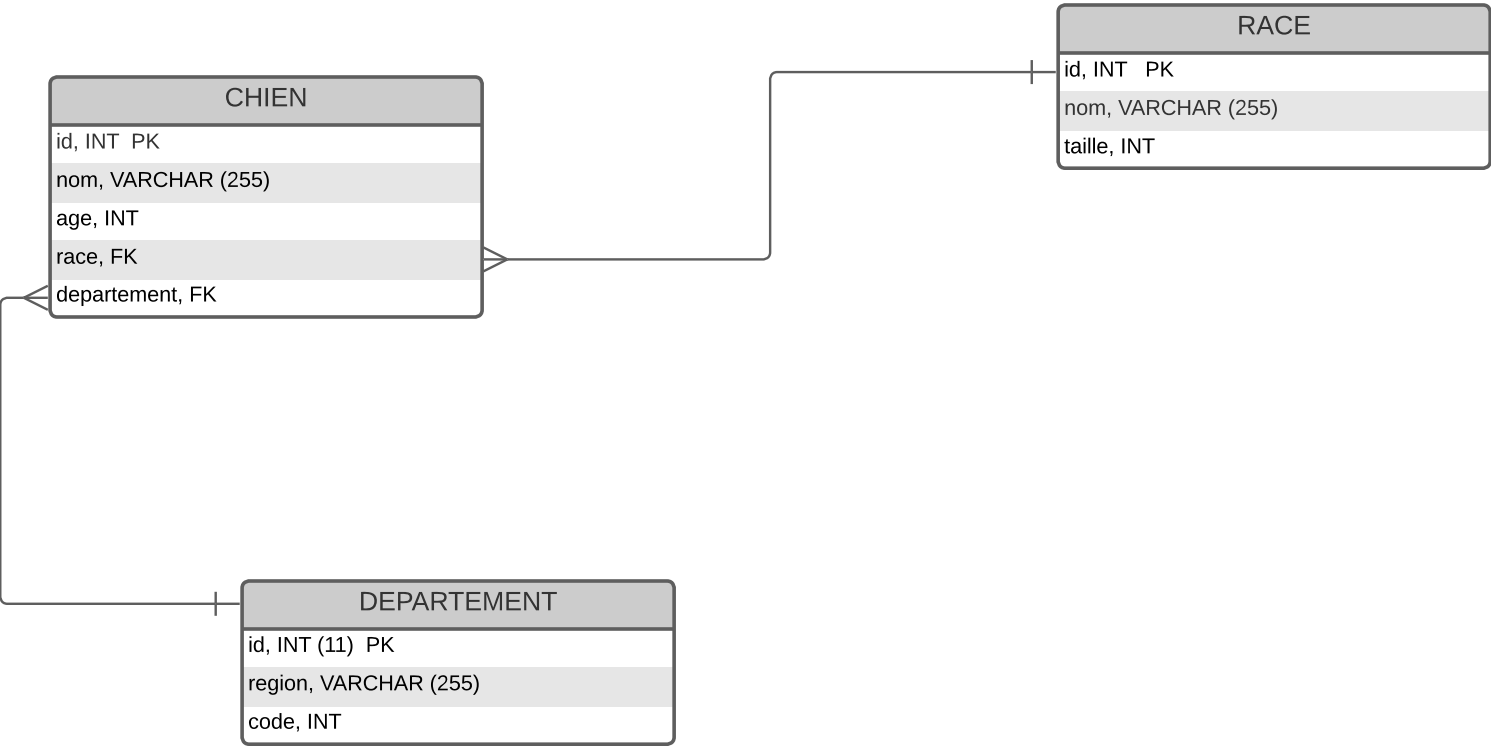 RACE
id, INT   PK
nom, VARCHAR (255)
taille, INT
CHIEN
id, INT  PK
nom, VARCHAR (255)
age, INT
race, FK
departement, FK
DEPARTEMENT
id, INT (11)  PK
region, VARCHAR (255)
code, INT